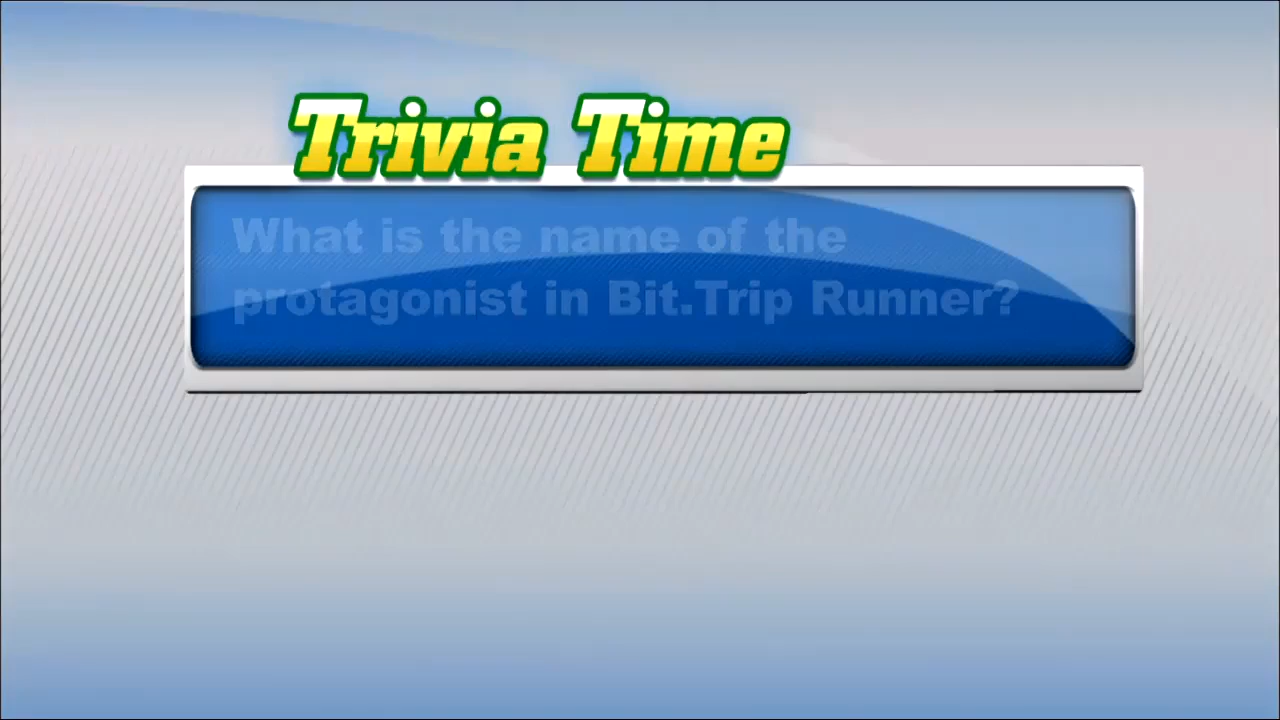 Trivia Time
What is the name of the
protagonist in Bit.Trip Runner?